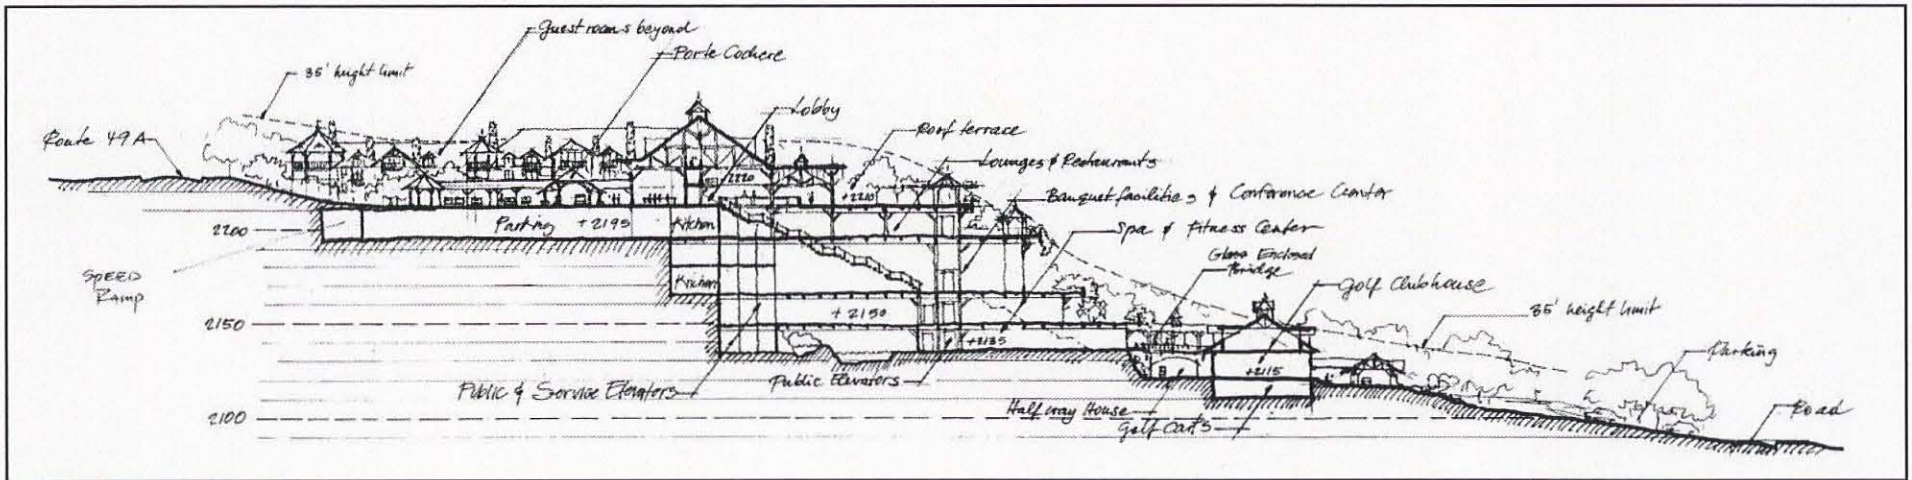 Guest rooms beyond
Porte Cochere
35' height limit
Lobby
Route 49A
Roof terrace
Lounges & Restaurants
Banquet facilities & Conference Center
Spa & Fitness Center
Glass Enclosed
Bridge
Golf Clubhouse
35' height limit
Parking
Road
2220
+2210
Parking +2195
Kitchen
2200
SPEED
RAMP
Kitchen
+2150
2150
+2135
+2115
Public & Service Elevators
Public Elevators
Half way House
Golf Carts
2100